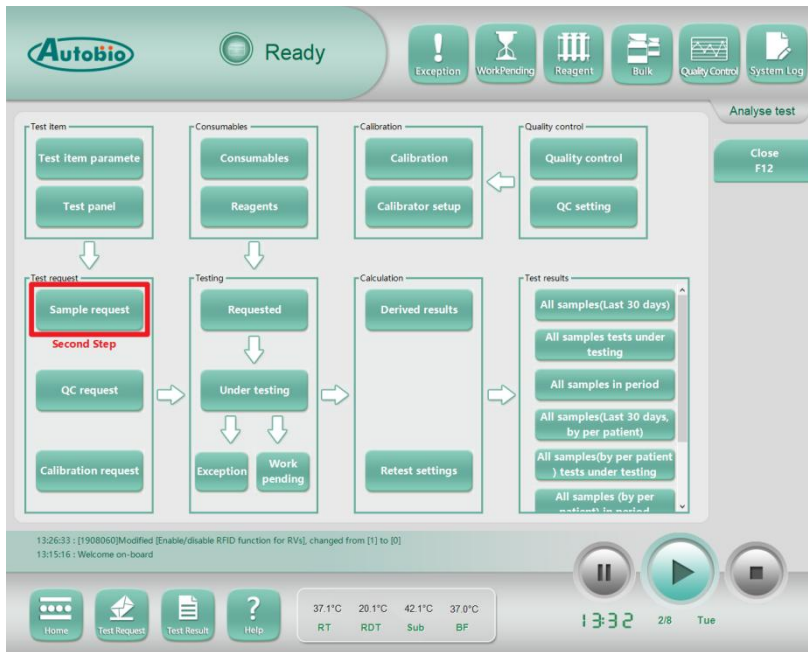 Autobio
Ready
Exception
WorkPending
Reagent
Bulk
Quality Control
System Log
Analyse test
Close
F12
Test item
Test item paramete
Test panel
Consumables
Consumables
Reagents
Calibration
Calibration
Calibrator setup
Quality control
Quality control
QC setting
Test request
Sample request
Second Step
QC request
Calibration request
Testing
Requested
Under testing
Exception
Work
pending
Calculation
Derived results
Retest settings
Test results
All samples(Last 30 days)
All samples tests under
testing
All samples in period
All samples(Last 30 days,
by per patient)
All samples(by per patient
) tests under testing
All samples (by per
patient) in period
13:26:33 : [1908060]Modified [Enable/disable RFID function for RVs], changed from [1] to [0]
13:15:16 : Welcome on-board
Home
Test Request
Test Result
?
Help
37.1°C 20.1°C 42.1°C 37.0°C
RT RDT Sub BF
13:32 2/8 Tue